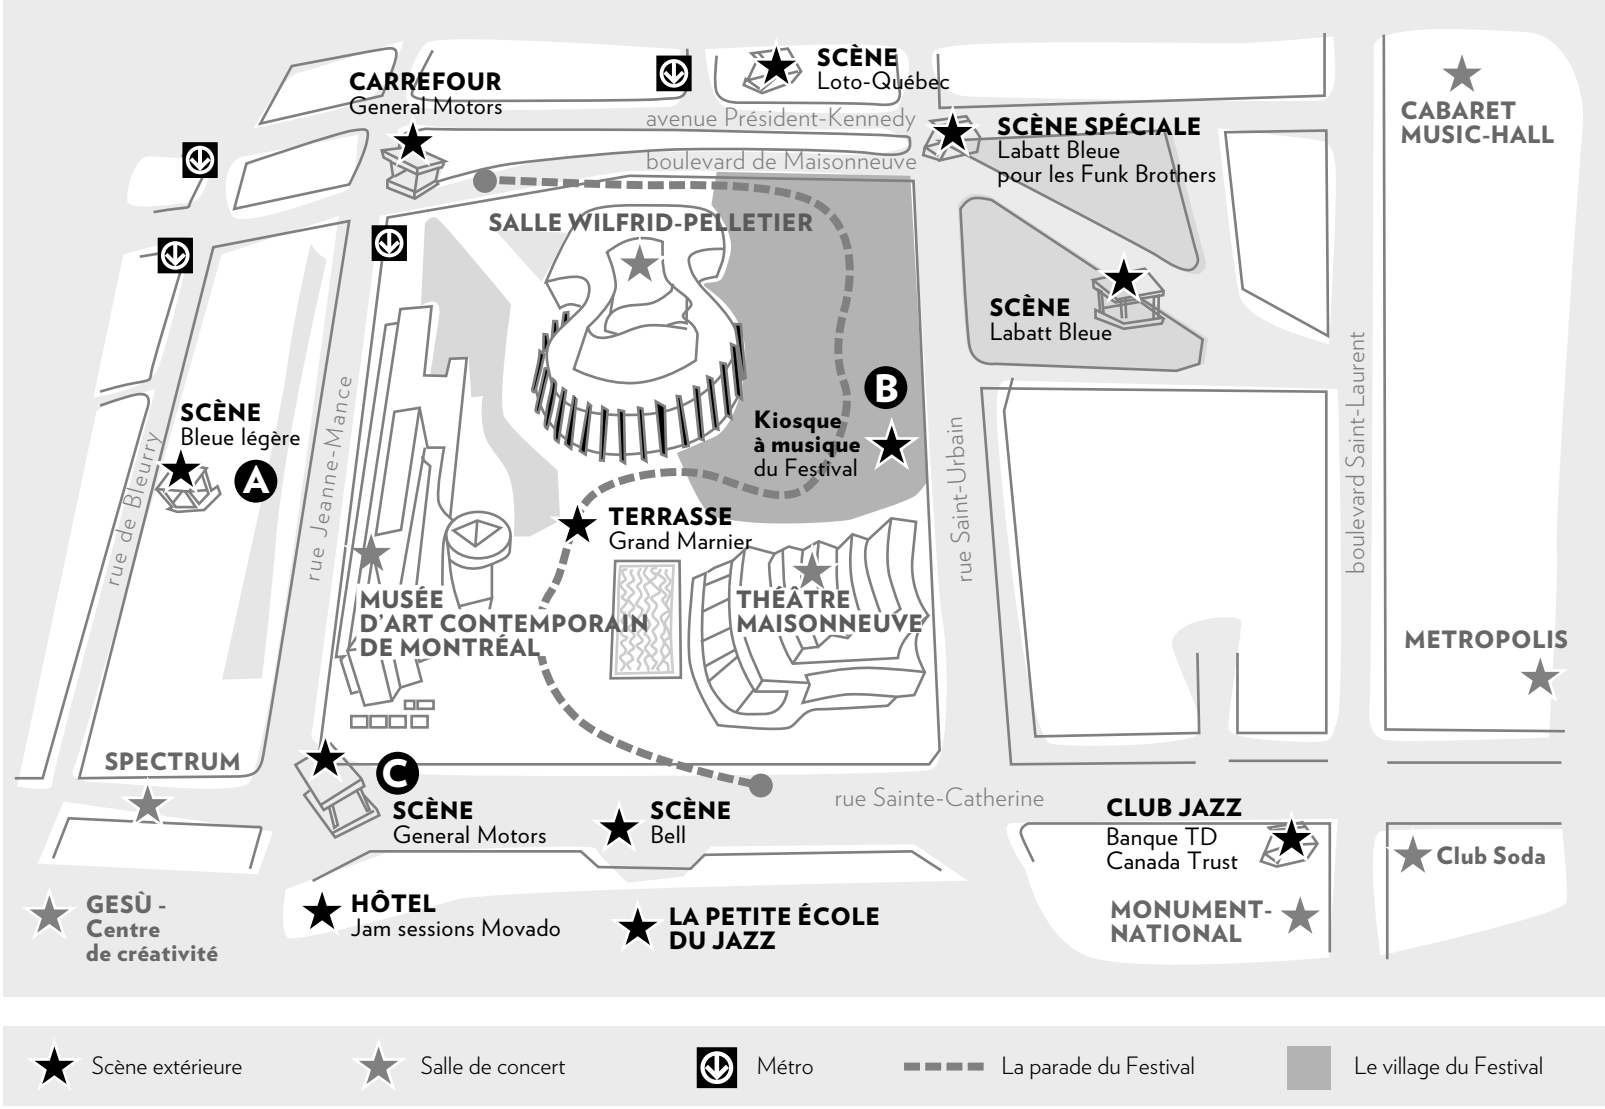 SCÈNE
Loto-Québec
CARREFOUR
General Motors
avenue Président-Kennedy
CABARET
MUSIC-HALL
SCÈNE SPÉCIALE
Labatt Bleue
pour les Funk Brothers
boulevard de Maisonneuve
SALLE WILFRID-PELLETIER
SCÈNE
Labatt Bleue
boulevard Saint-Laurent
B
SCÈNE
Bleue légère
A
Kiosque
à musique
du Festival
rue de Bleurry
rue Jeanne-Mance
rue Saint-Urbain
TERRASSE
Grand Marnier
MUSÉE
D'ART CONTEMPORAIN
DE MONTRÉAL
THÉÂTRE
MAISONNEUVE
METROPOLIS
SPECTRUM
C
SCÈNE
General Motors
SCÈNE
Bell
rue Sainte-Catherine
CLUB JAZZ
Banque TD
Canada Trust
Club Soda
GESÙ -
Centre
de créativité
HÔTEL
Jam sessions Movado
LA PETITE ÉCOLE
DU JAZZ
MONUMENT-
NATIONAL
Scène extérieure
Salle de concert
Métro
La parade du Festival
Le village du Festival